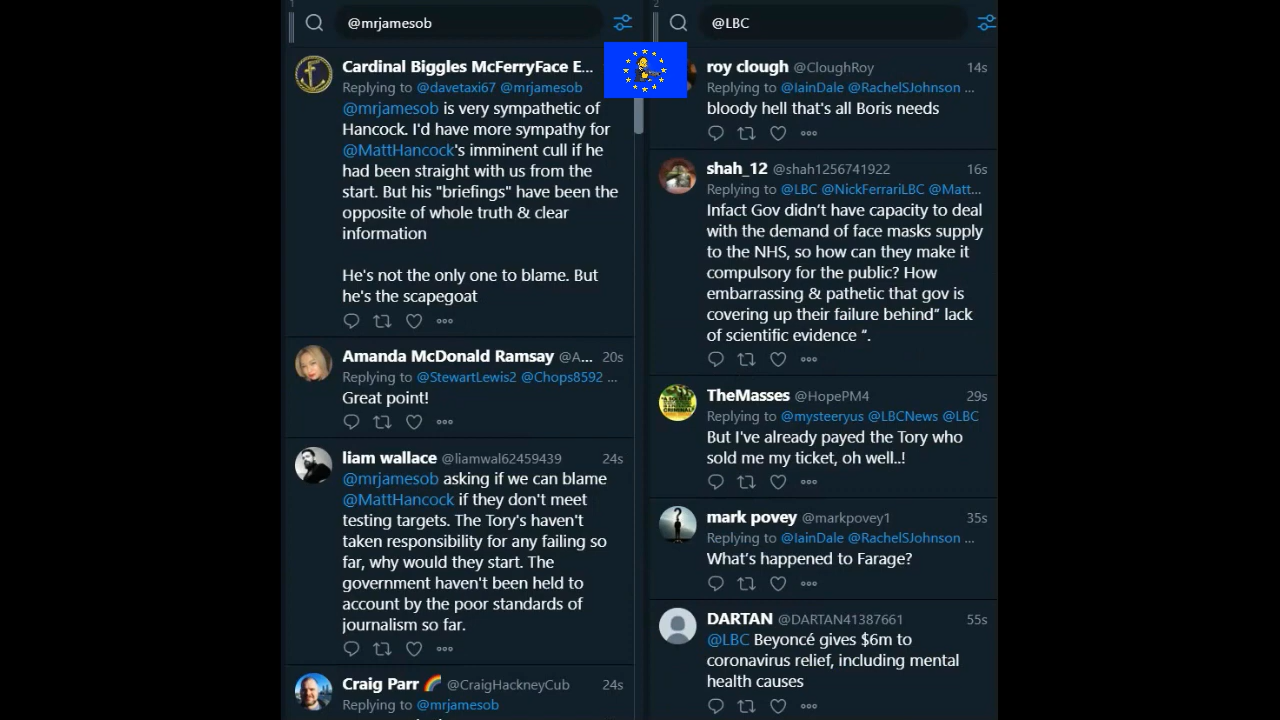 1
@mrjamesob
Cardinal Biggles McFerryFace E...
Replying to @davetaxi67 @mrjamesob
@mrjamesob is very sympathetic of
Hancock. I'd have more sympathy for
@MattHancock's imminent cull if he
had been straight with us from the
start. But his "briefings" have been the
opposite of whole truth & clear
information
He's not the only one to blame. But
he's the scapegoat
Amanda McDonald Ramsay @A... 20s
Replying to @StewartLewis2 @Chops8592 ...
Great point!
liam wallace @liamwal62459439 24s
@mrjamesob asking if we can blame
@MattHancock if they don't meet
testing targets. The Tory's haven't
taken responsibility for any failing so
far, why would they start. The
government haven't been held to
account by the poor standards of
journalism so far.
Craig Parr @CraigHackneyCub 24s
Replying to @mrjamesob
2
@LBC
roy clough @CloughRoy 14s
Replying to @IainDale @RachelSJohnson ...
bloody hell that's all Boris needs
shah_12 @shah1256741922 16s
Replying to @LBC @NickFerrariLBC @Matt...
Infact Gov didn't have capacity to deal
with the demand of face masks supply
to the NHS, so how can they make it
compulsory for the public? How
embarrassing & pathetic that gov is
covering up their failure behind“ lack
of scientific evidence “.
TheMasses @HopePM4 29s
Replying to @mysteeryus @LBCNews @LBC
But I've already payed the Tory who
sold me my ticket, oh well..!
mark povey @markpovey1 35s
Replying to @IainDale @RachelSJohnson ...
What's happened to Farage?
DARTAN @DARTAN41387661 55s
@LBC Beyoncé gives $6m to
coronavirus relief, including mental
health causes